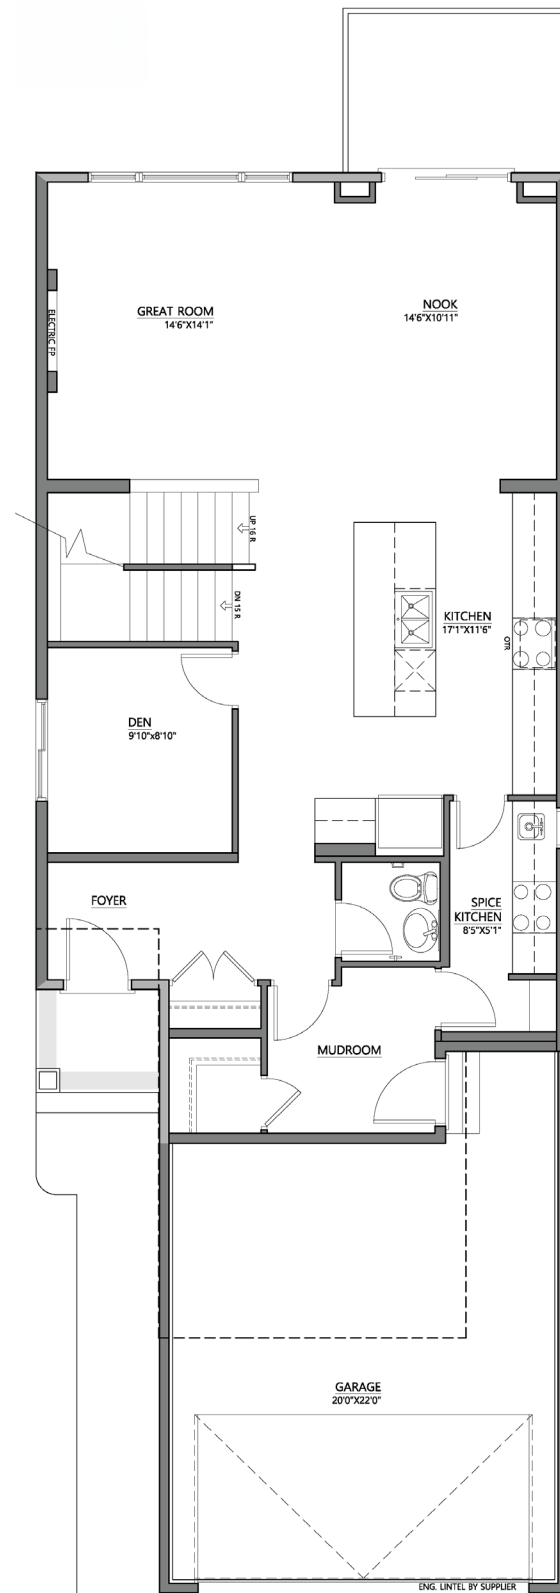 GREAT ROOM
14'6"X14'1"
NOOK
14'6"X10'11"
ELECTRIC FP
UP 16 R
DN 15 R
KITCHEN
17'1"X11'6"
OTR
DEN
9'10"x8'10"
FOYER
SPICE
KITCHEN
8'5"X5'1"
MUDROOM
GARAGE
20'0"X22'0"
ENG. LINTEL BY SUPPLIER